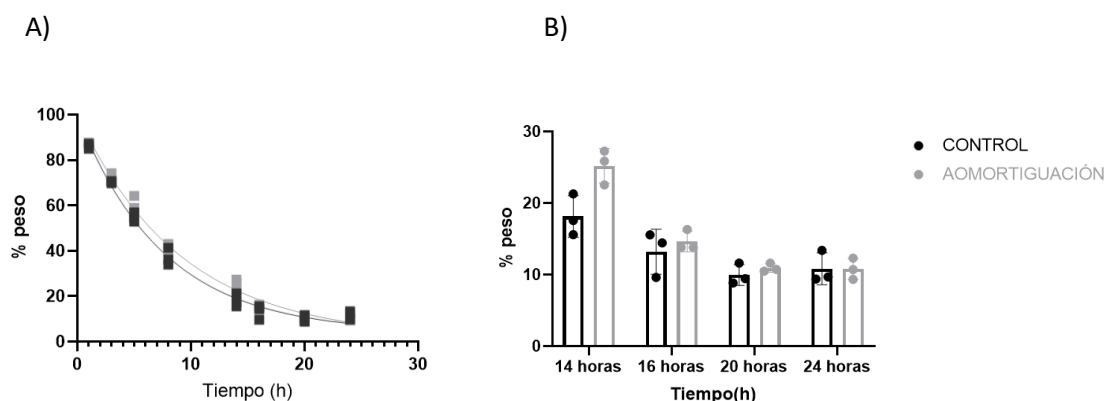 A)
B)
100
80
60
40
20
0
% peso
0
10
20
30
Tiempo (h)
30
20
10
0
% peso
14 horas
16 horas
20 horas
24 horas
Tiempo(h)
CONTROL
AOMORTIGUACIÓN